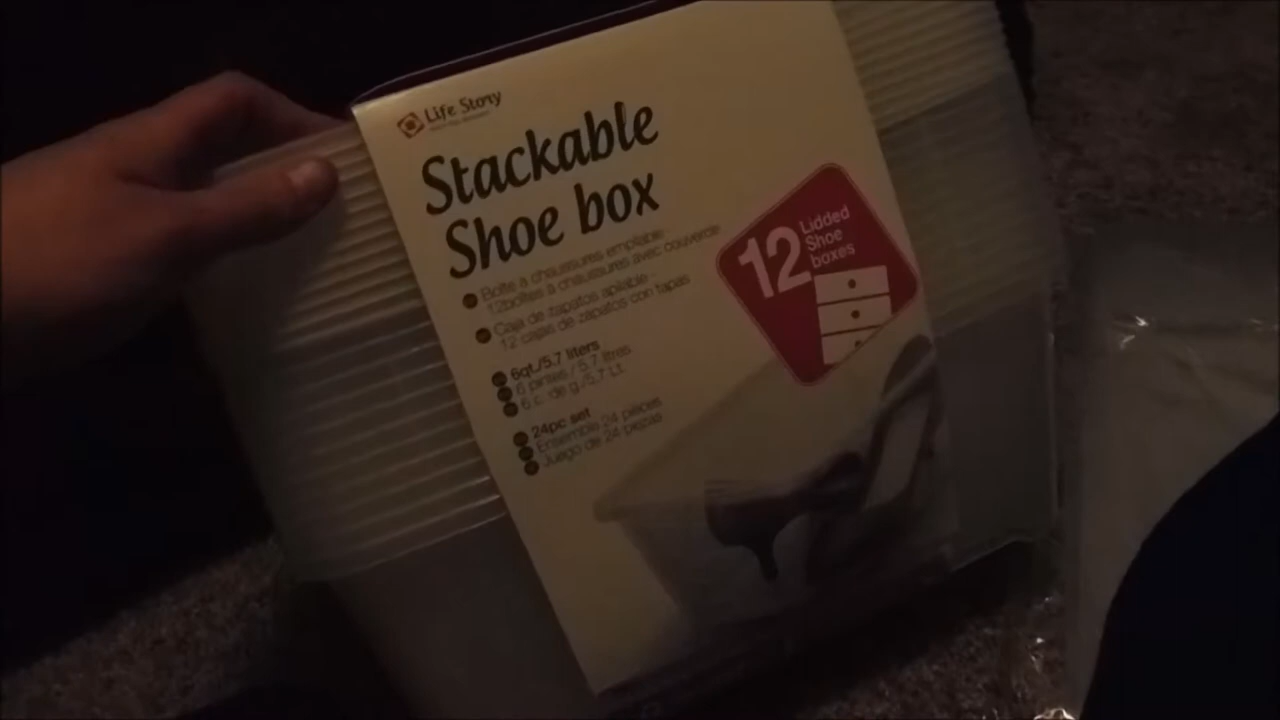 Life Story
Stackable
Shoe box
Boîte à chaussures empilable
12boîtes à chaussures avec couvercle
Caja de zapatos apilable
12 cajas de zapatos con tapas
6qt./5.7 liters
6 pintes / 5.7 litres
6 c. de g./5.7 Lt.
24pc set
Ensemble 24 pièces
Juego de 24 piezas
12 Lidded
Shoe
boxes